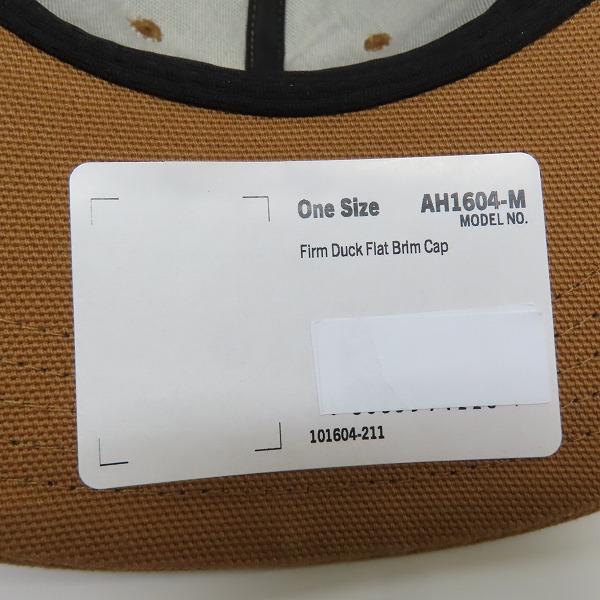 One Size AH1604-M
MODEL NO.
Firm Duck Flat Brim Cap
101604-211